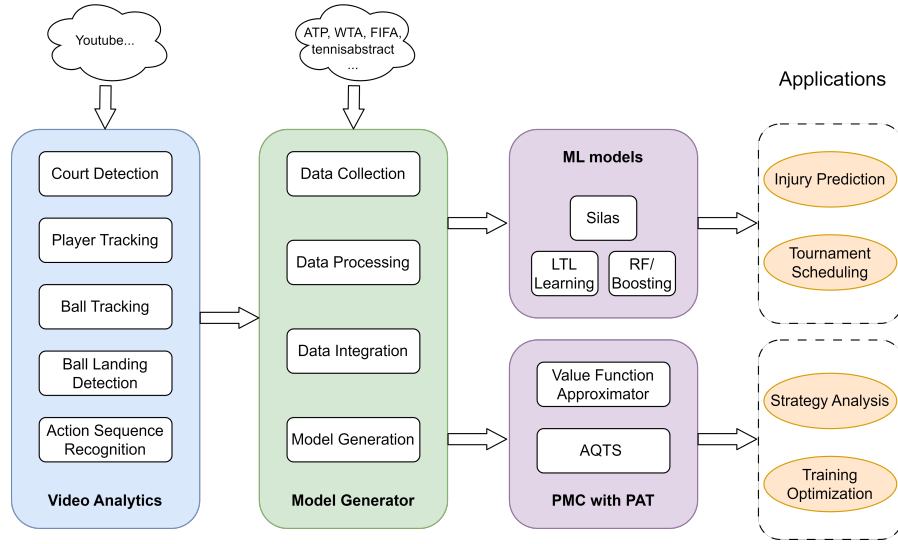 Youtube...
ATP, WTA, FIFA,
tennisabstract
...
Applications
Court Detection
Player Tracking
Ball Tracking
Ball Landing
Detection
Action Sequence
Recognition
Video Analytics
Data Collection
Data Processing
Data Integration
Model Generation
Model Generator
ML models
Silas
LTL
Learning
RF/
Boosting
Value Function
Approximator
AQTS
PMC with PAT
Injury Prediction
Tournament
Scheduling
Strategy Analysis
Training
Optimization